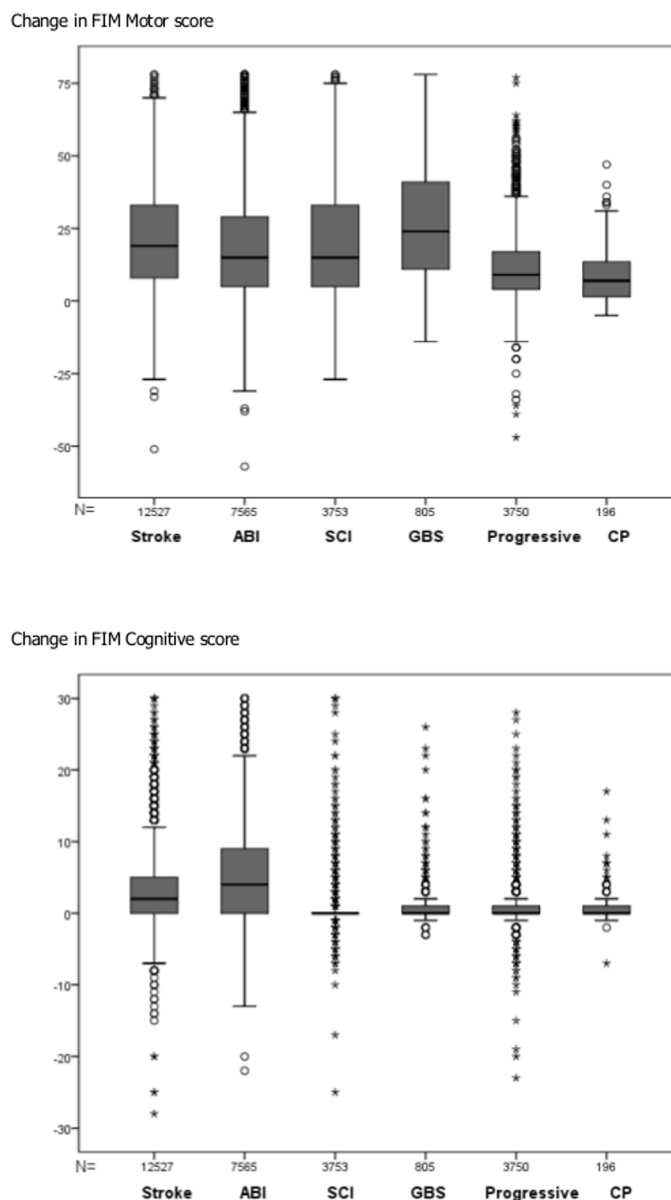 Change in FIM Motor score
75
50
25
0
-25
-50
N= 12527 7565 3753 805 3750 196
Stroke ABI SCI GBS Progressive CP
Change in FIM Cognitive score
30
20
10
0
-10
-20
-30
N= 12527 7565 3753 805 3750 196
Stroke ABI SCI GBS Progressive CP